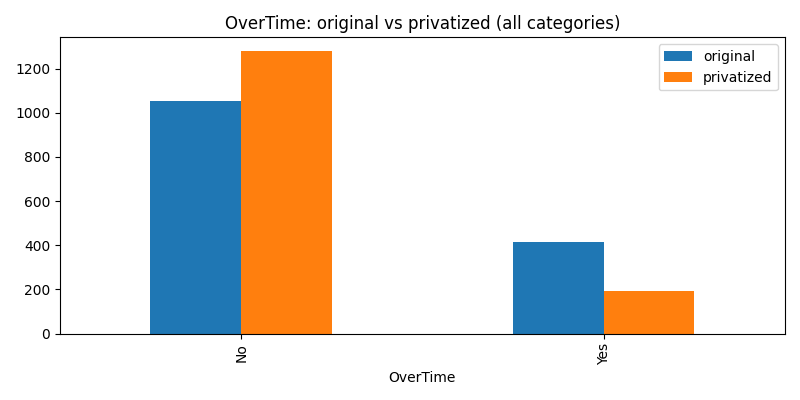 OverTime: original vs privatized (all categories)
original
privatized
1200
1000
800
600
400
200
0
No
Yes
OverTime